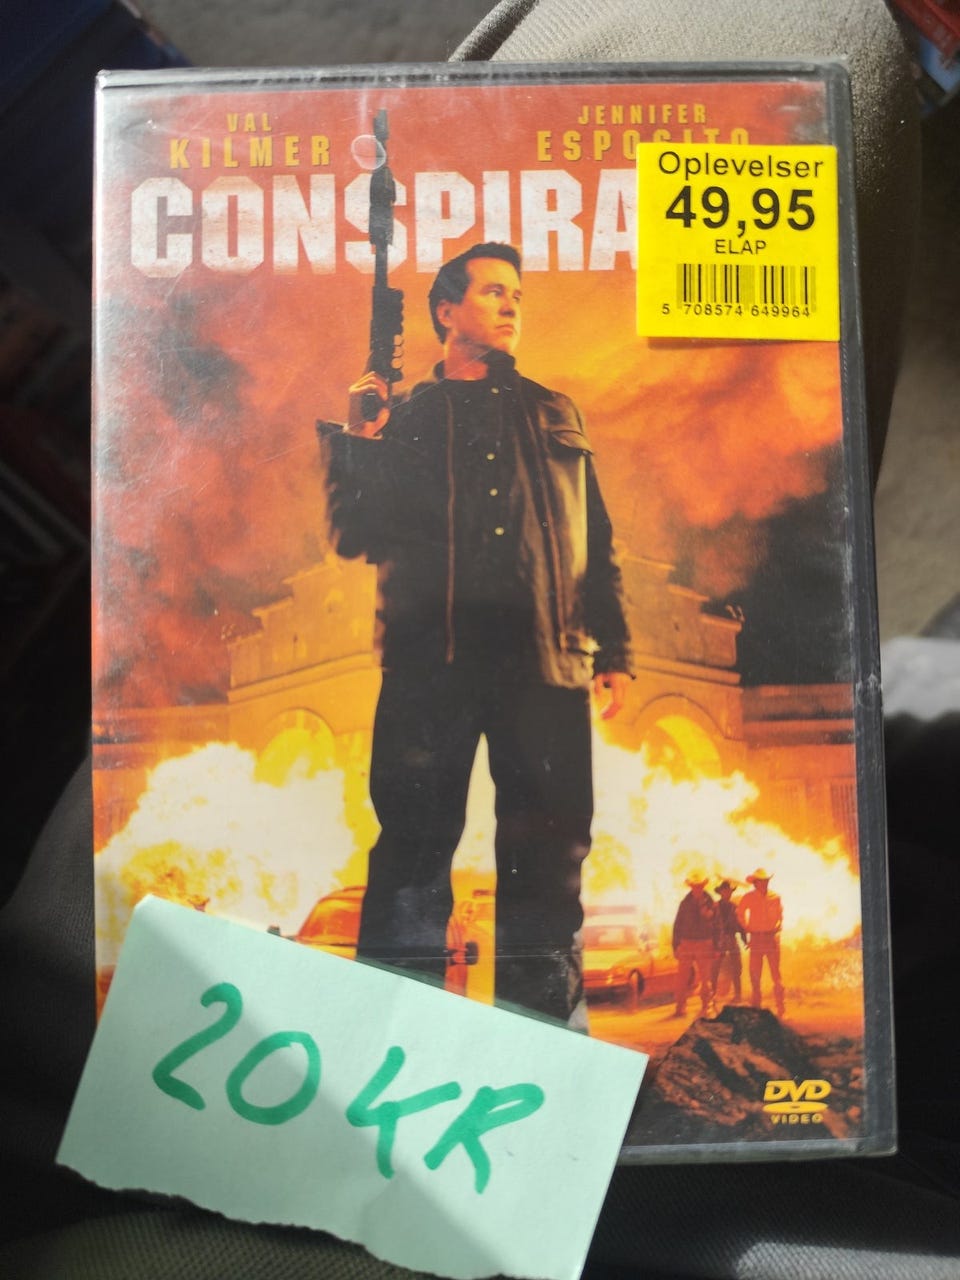 VAL
KILMER
JENNIFER
ESPOSITO
CONSPIRA
Oplevelser
49,95
ELAP
5 708574 649964
20 KR
DVD
VIDEO